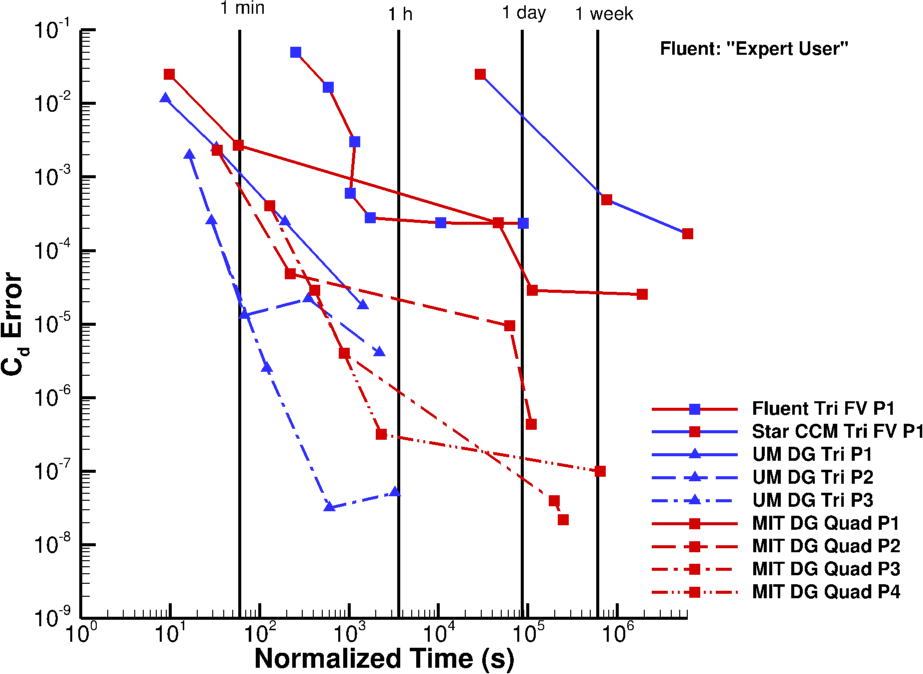 1 min
1 h
1 day
1 week
Fluent: "Expert User"
10⁻¹
10⁻²
10⁻³
10⁻⁴
10⁻⁵
10⁻⁶
10⁻⁷
10⁻⁸
10⁻⁹
C_d Error
Fluent Tri FV P1
Star CCM Tri FV P1
UM DG Tri P1
UM DG Tri P2
UM DG Tri P3
MIT DG Quad P1
MIT DG Quad P2
MIT DG Quad P3
MIT DG Quad P4
10⁰ 10¹ 10² 10³ 10⁴ 10⁵ 10⁶
Normalized Time (s)